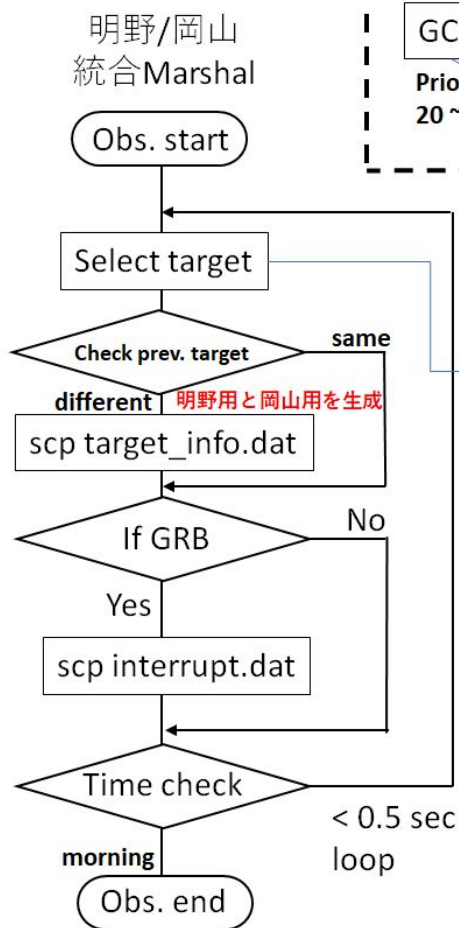 明野/岡山
統合Marshal
GC
Prio
20 ~
Obs. start
Select target
Check prev. target
same
different
明野用と岡山用を生成
scp target_info.dat
If GRB
No
Yes
scp interrupt.dat
Time check
< 0.5 sec
loop
morning
Obs. end